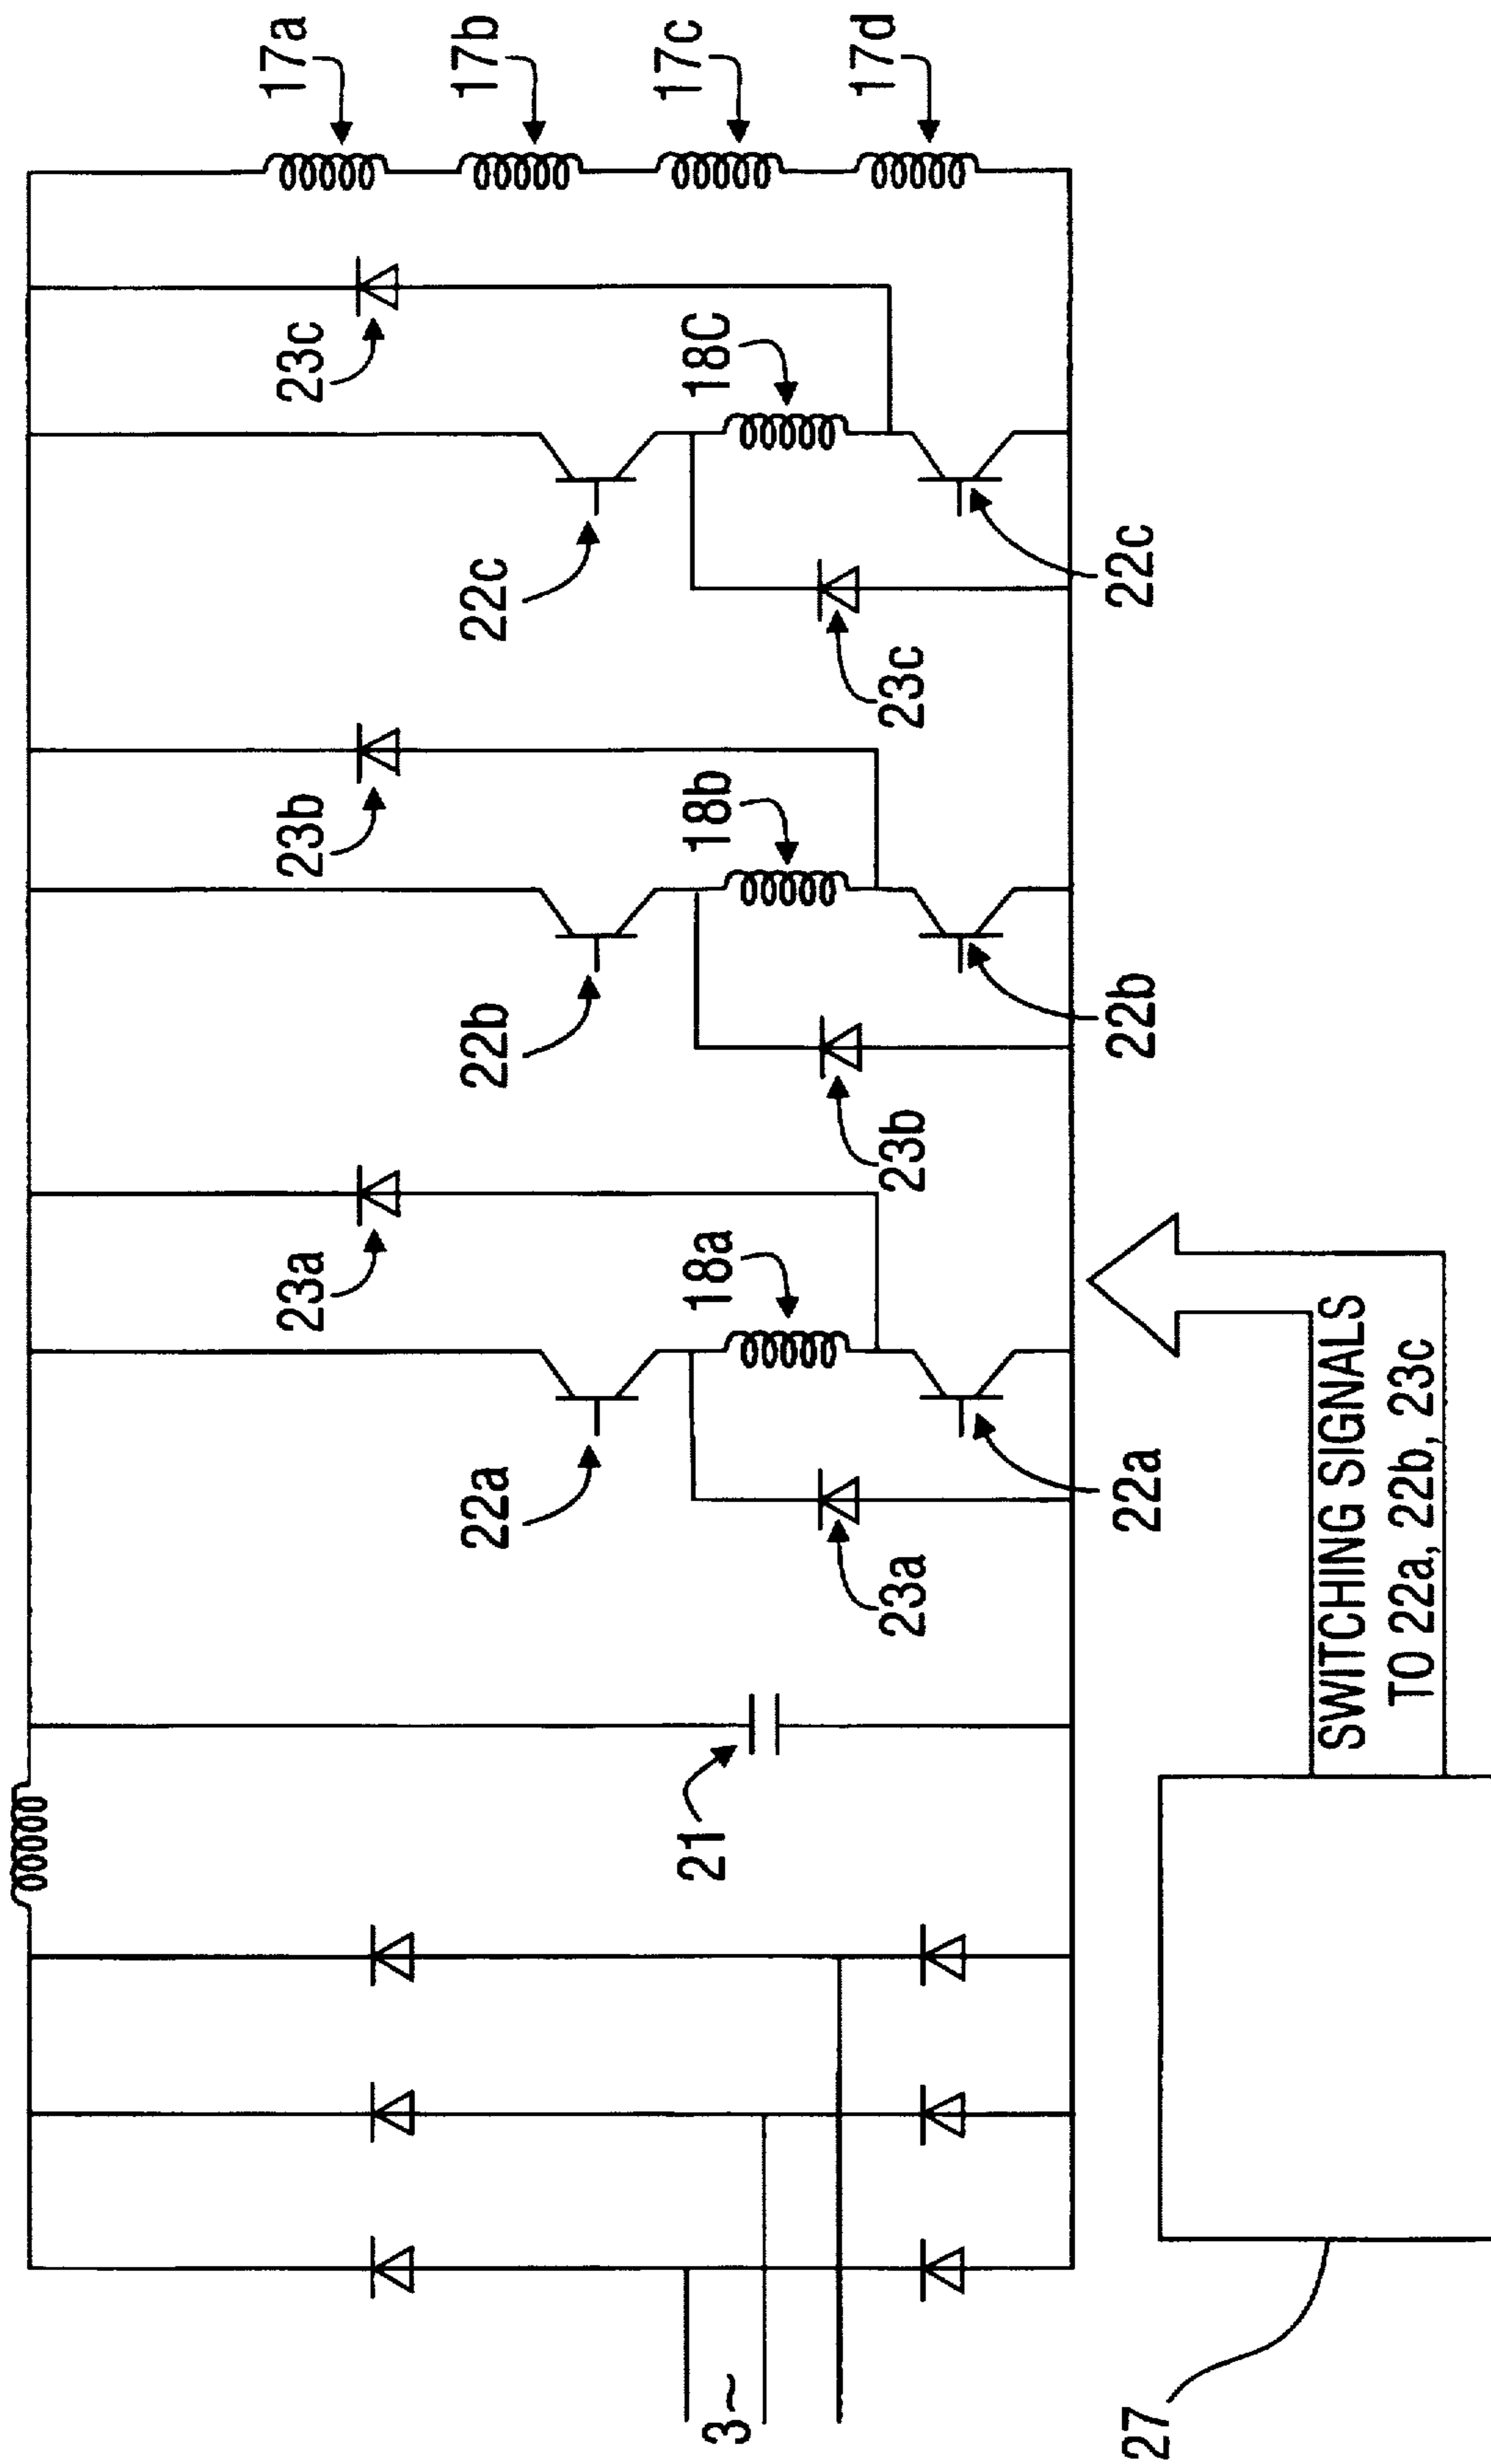 17a
17b
17c
17d
23c
18C
22c
23c
22c
23b
18b
22b
23b
22b
23a
18a
22a
23a
22a
21
3~
SWITCHING SIGNALS
TO 22a, 22b, 23c
27